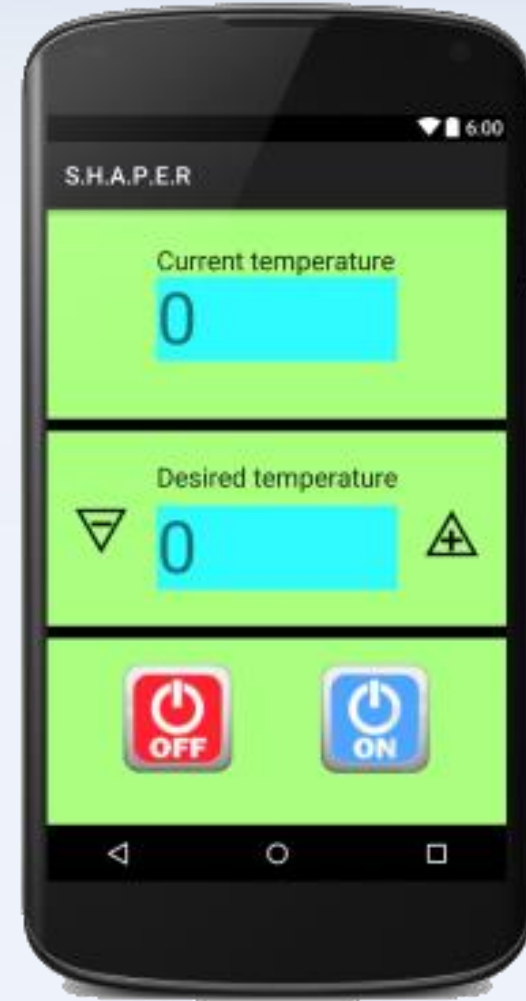 6:00
S.H.A.P.E.R
Current temperature
0
Desired temperature
0
OFF
ON